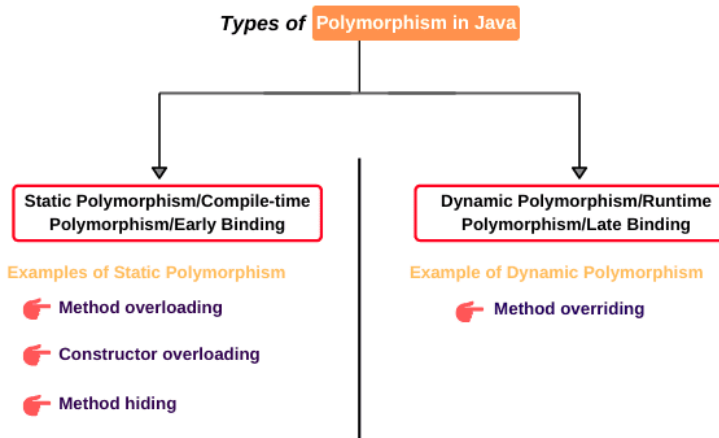 Types of Polymorphism in Java
Static Polymorphism/Compile-time
Polymorphism/Early Binding
Examples of Static Polymorphism
Method overloading
Constructor overloading
Method hiding
Dynamic Polymorphism/Runtime
Polymorphism/Late Binding
Example of Dynamic Polymorphism
Method overriding